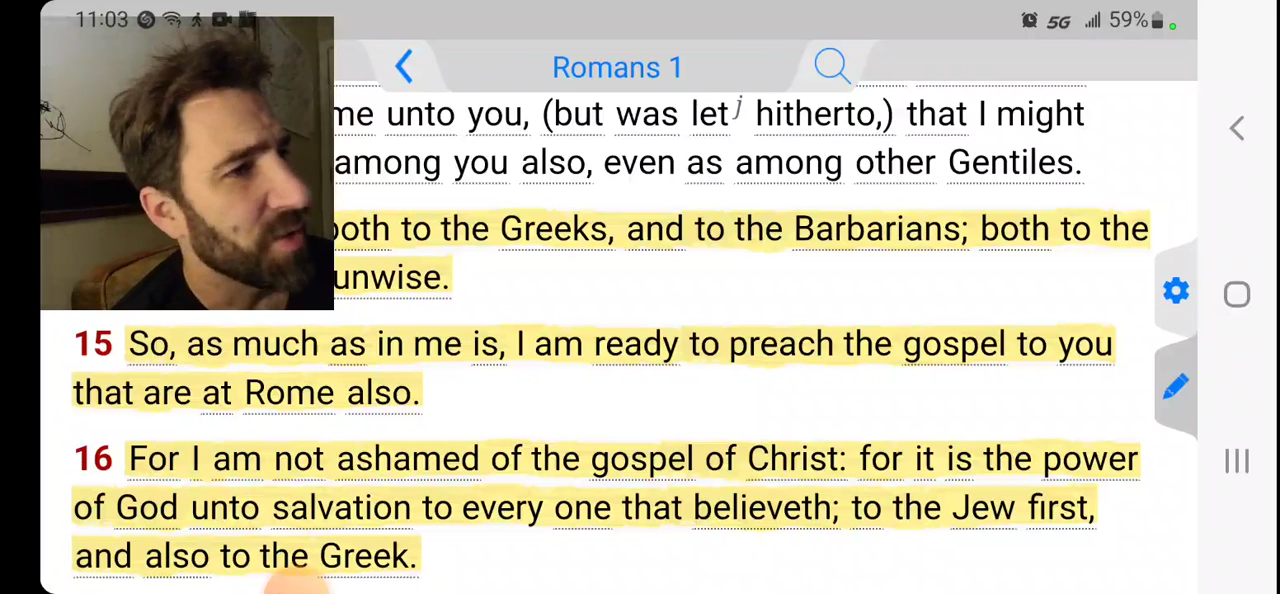 11:03 5G 59%
Romans 1
me unto you, (but was let j hitherto,) that I might
among you also, even as among other Gentiles.
both to the Greeks, and to the Barbarians; both to the
unwise.
15 So, as much as in me is, I am ready to preach the gospel to you
that are at Rome also.
16 For I am not ashamed of the gospel of Christ: for it is the power
of God unto salvation to every one that believeth; to the Jew first,
and also to the Greek.